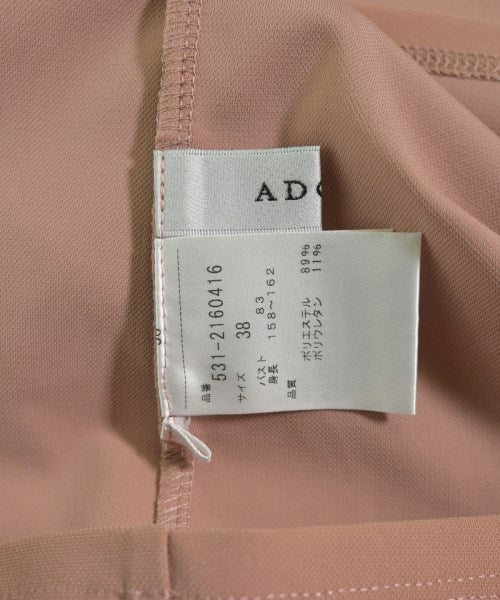 ADO
品番
531-2160416
サイズ 38
バスト 83
身長 158～162
品質
ポリエステル 89%
ポリウレタン 11%